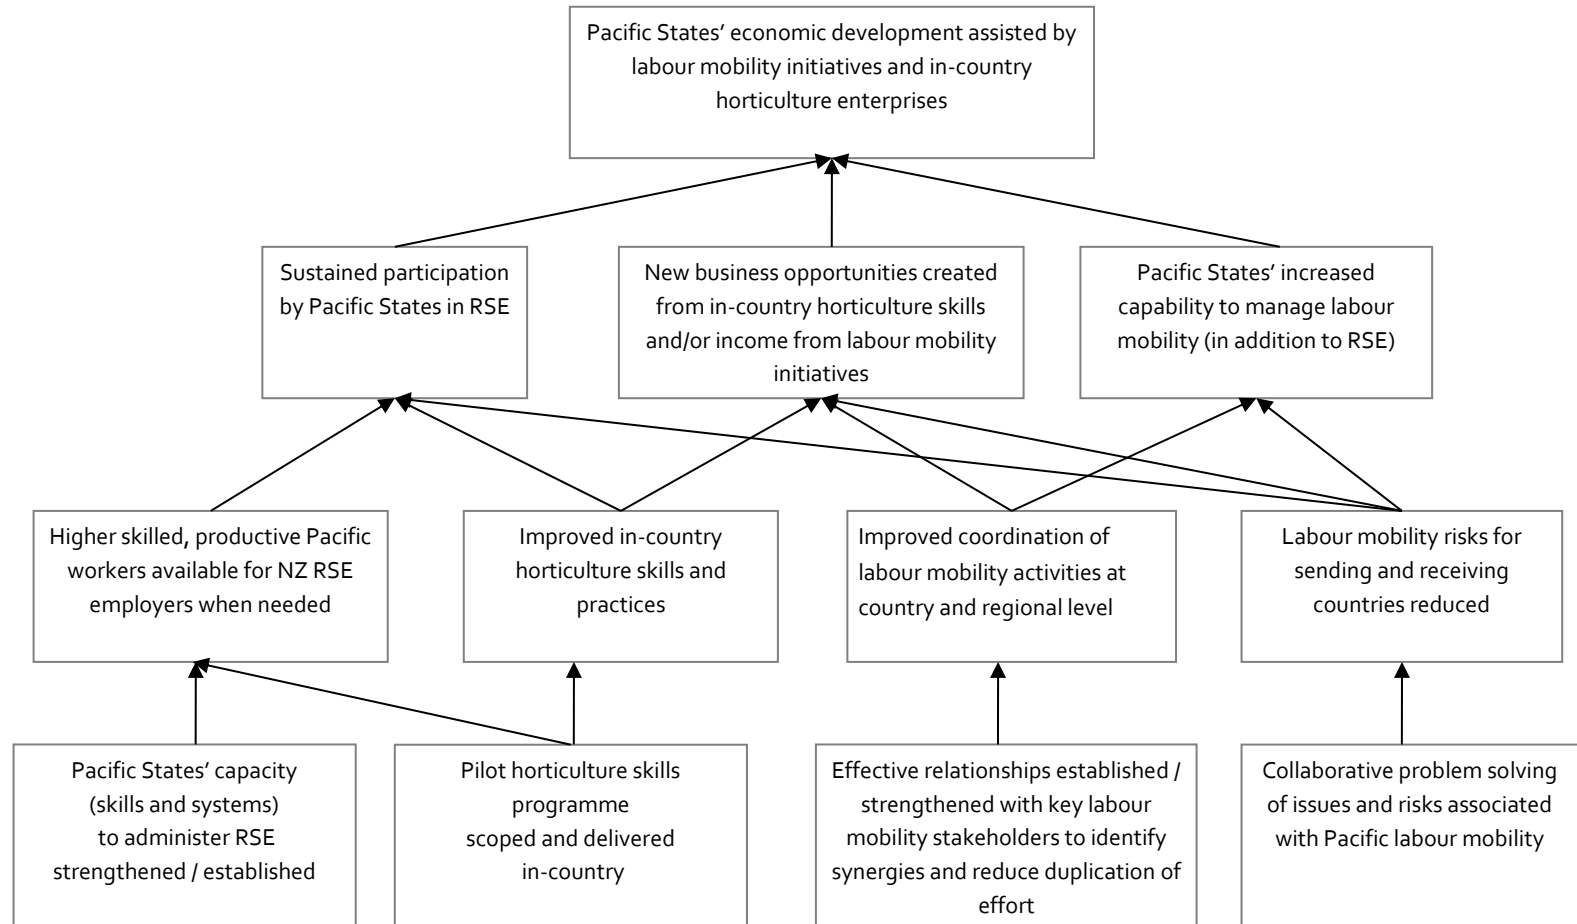 Pacific States’ economic development assisted by
labour mobility initiatives and in-country
horticulture enterprises
Sustained participation
by Pacific States in RSE
New business opportunities created
from in-country horticulture skills
and/or income from labour mobility
initiatives
Pacific States’ increased
capability to manage labour
mobility (in addition to RSE)
Higher skilled, productive Pacific
workers available for NZ RSE
employers when needed
Improved in-country
horticulture skills and
practices
Improved coordination of
labour mobility activities at
country and regional level
Labour mobility risks for
sending and receiving
countries reduced
Pacific States’ capacity
(skills and systems)
to administer RSE
strengthened / established
Pilot horticulture skills
programme
scoped and delivered
in-country
Effective relationships established /
strengthened with key labour
mobility stakeholders to identify
synergies and reduce duplication of
effort
Collaborative problem solving
of issues and risks associated
with Pacific labour mobility